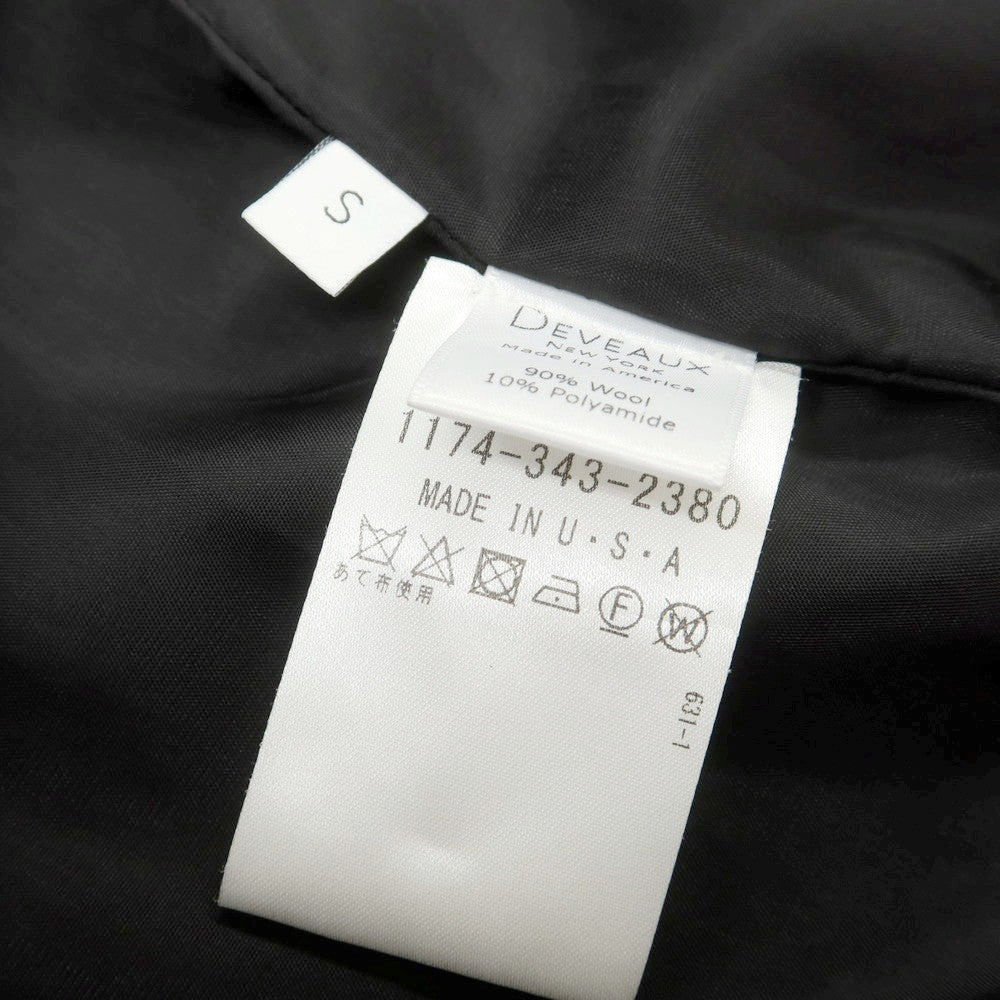 S
DEVEAUX
NEW YORK
Made in America
90% Wool
10% Polyamide
1174-343-2380
MADE IN U・S・A
F W
あて布使用
631-1